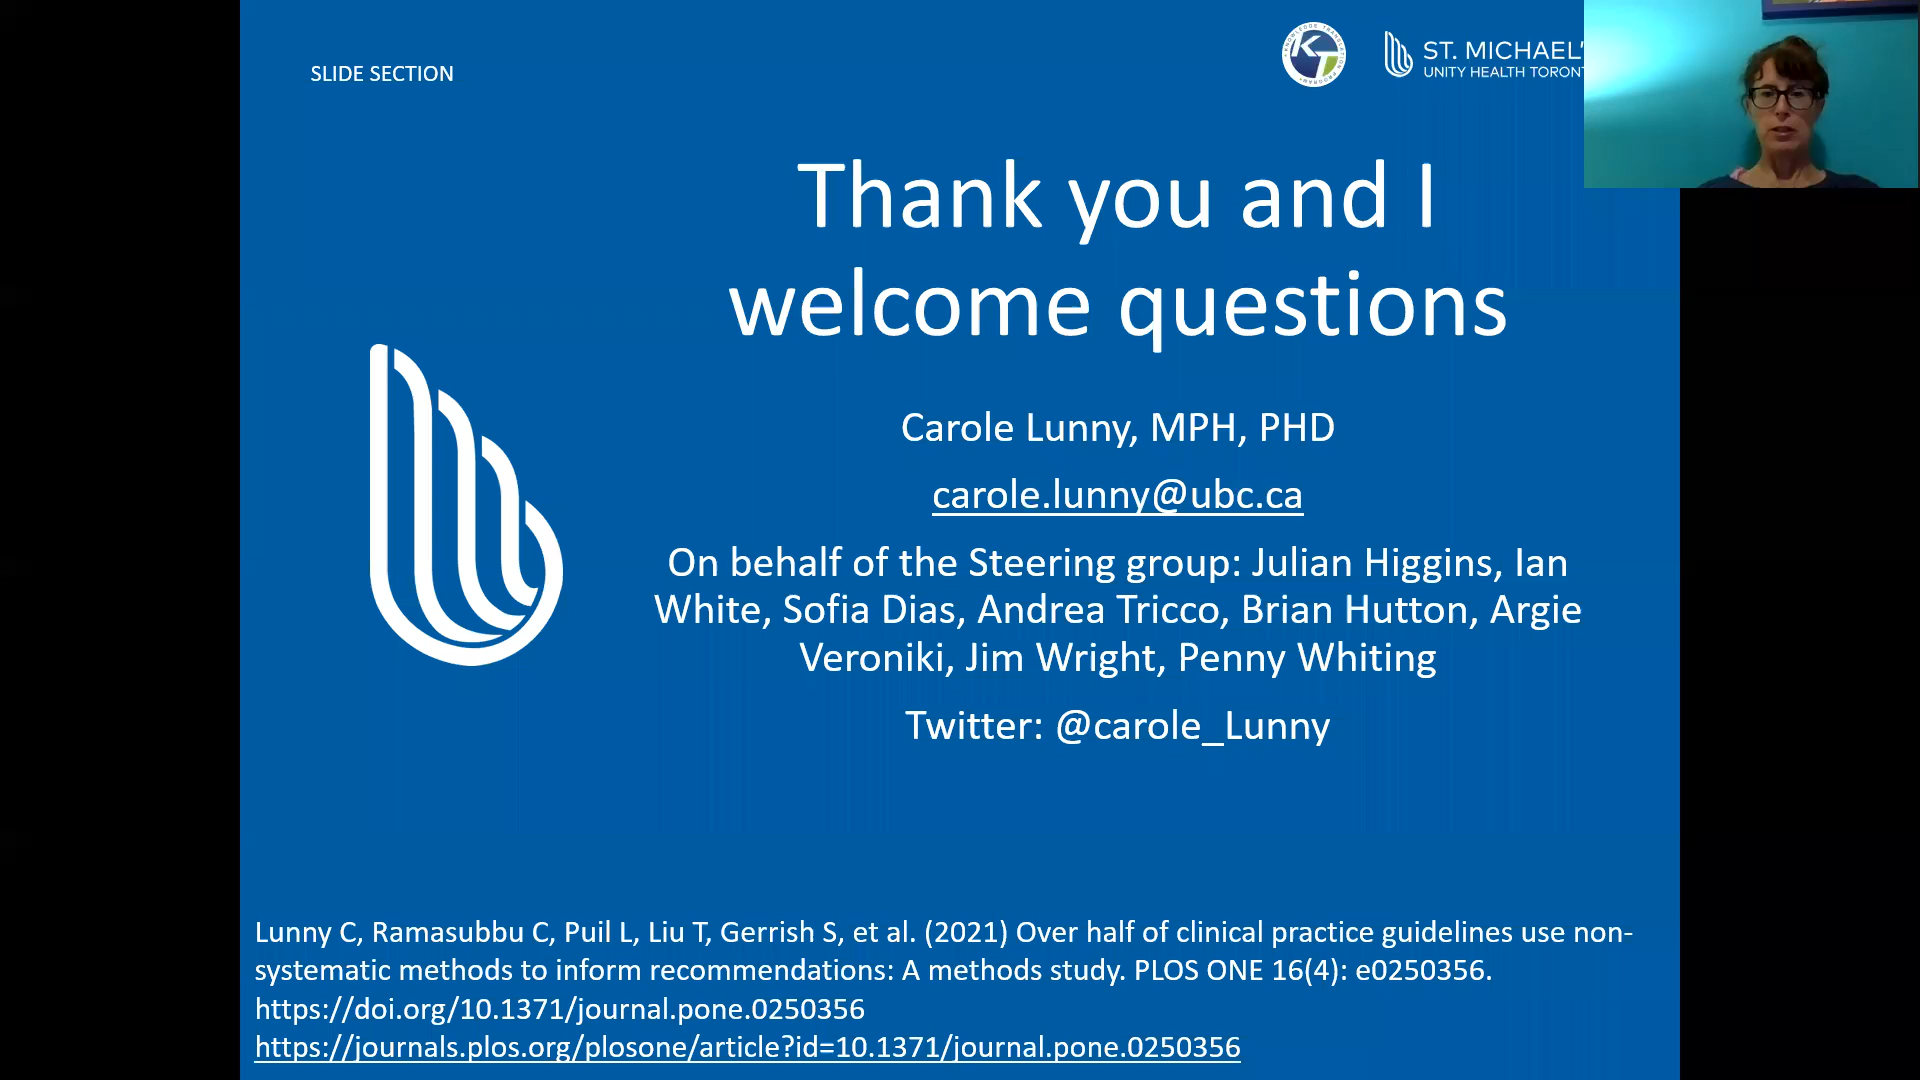 SLIDE SECTION
KT
KNOWLEDGE TRANSLATION PROGRAM
ST. MICHAEL'
UNITY HEALTH TORONT
Thank you and I
welcome questions
Carole Lunny, MPH, PHD
carole.lunny@ubc.ca
On behalf of the Steering group: Julian Higgins, Ian
White, Sofia Dias, Andrea Tricco, Brian Hutton, Argie
Veroniki, Jim Wright, Penny Whiting
Twitter: @carole_Lunny
Lunny C, Ramasubbu C, Puil L, Liu T, Gerrish S, et al. (2021) Over half of clinical practice guidelines use non-
systematic methods to inform recommendations: A methods study. PLOS ONE 16(4): e0250356.
https://doi.org/10.1371/journal.pone.0250356
https://journals.plos.org/plosone/article?id=10.1371/journal.pone.0250356